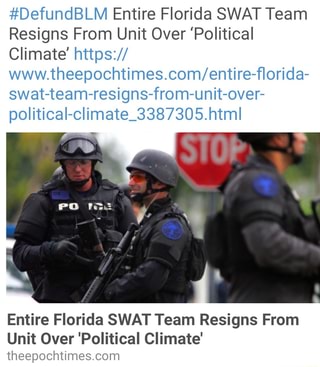 #DefundBLM Entire Florida SWAT Team
Resigns From Unit Over ‘Political
Climate’ https://
www.theepochtimes.com/entire-florida-
swat-team-resigns-from-unit-over-
political-climate_3387305.html
STOP
Entire Florida SWAT Team Resigns From
Unit Over 'Political Climate'
theepochtimes.com